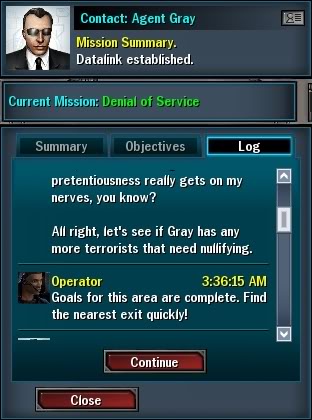 Contact: Agent Gray
Mission Summary.
Datalink established.
Current Mission: Denial of Service
Summary
Objectives
Log
pretentiousness really gets on my
nerves, you know?
All right, let's see if Gray has any
more terrorists that need nullifying.
Operator 3:36:15 AM
Goals for this area are complete. Find
the nearest exit quickly!
Continue
Close